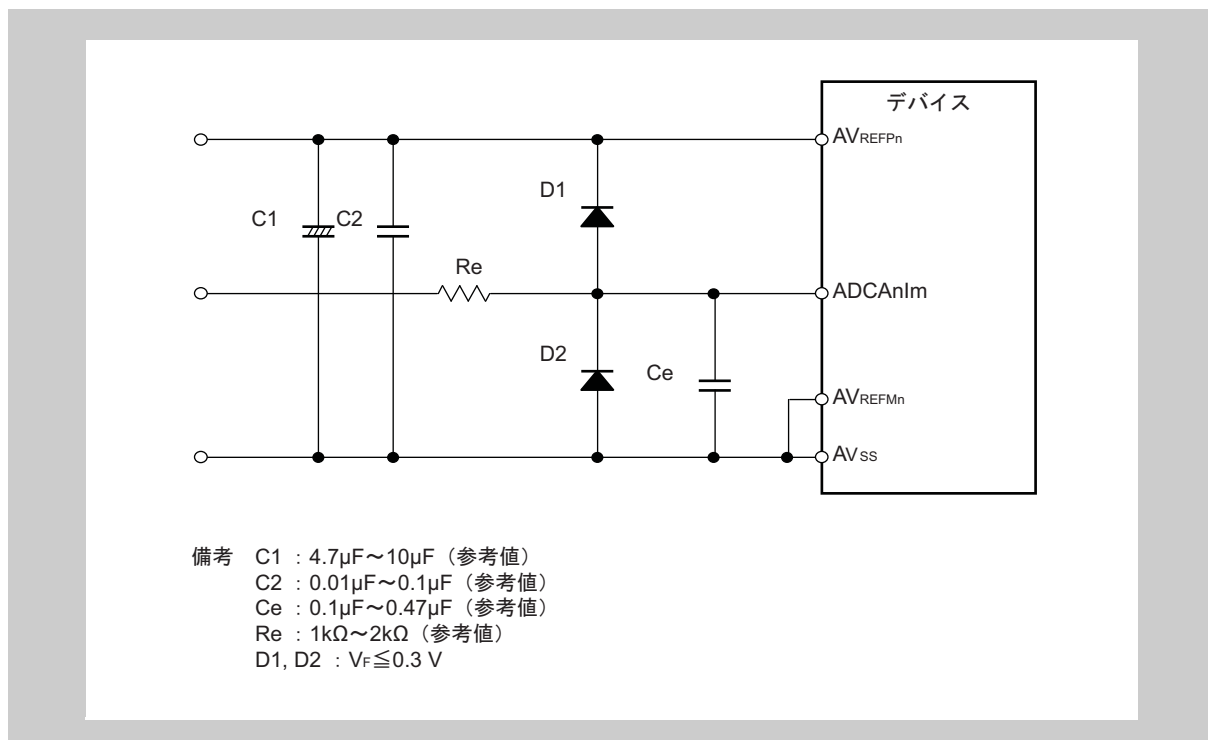 デバイス
AVREFPn
D1
C1
C2
Re
ADCAnIm
D2
Ce
AVREFMn
AVSS
備考 C1 : 4.7μF～10μF（参考値）
C2 : 0.01μF～0.1μF（参考値）
Ce : 0.1μF～0.47μF（参考値）
Re : 1kΩ～2kΩ（参考値）
D1, D2 : VF≦0.3 V